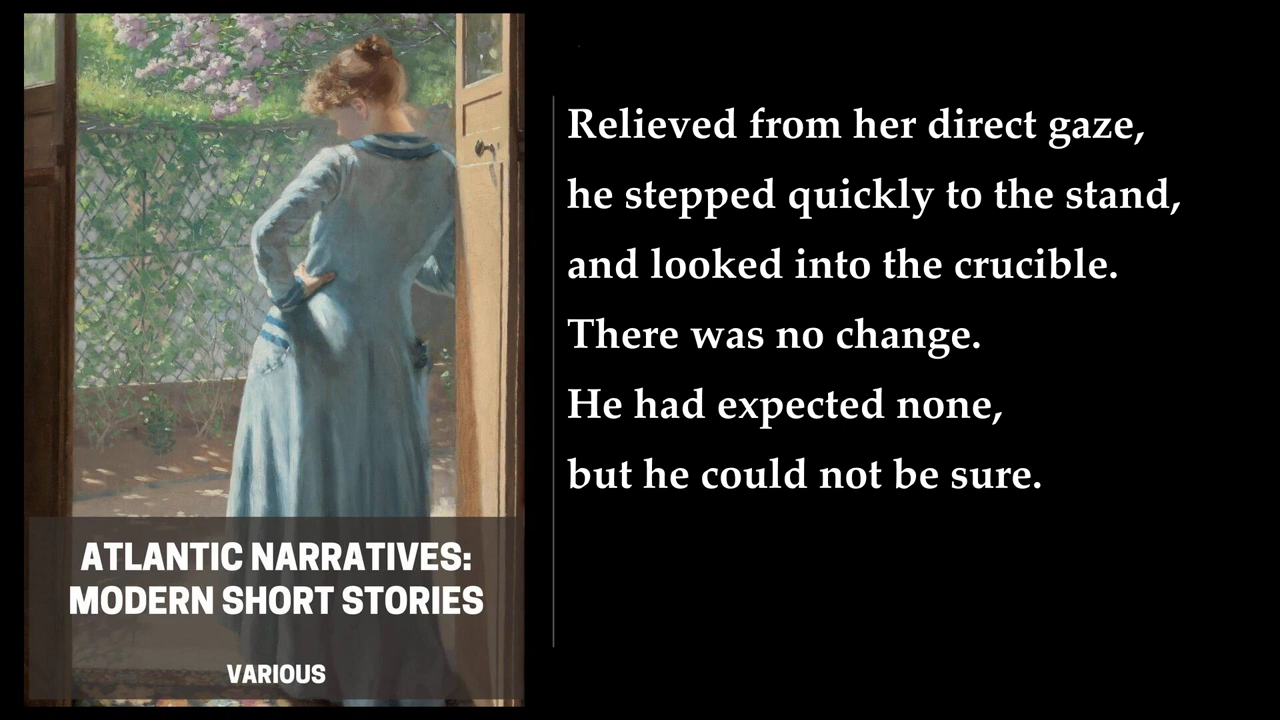 Relieved from her direct gaze,
he stepped quickly to the stand,
and looked into the crucible.
There was no change.
He had expected none,
but he could not be sure.
ATLANTIC NARRATIVES:
MODERN SHORT STORIES
VARIOUS